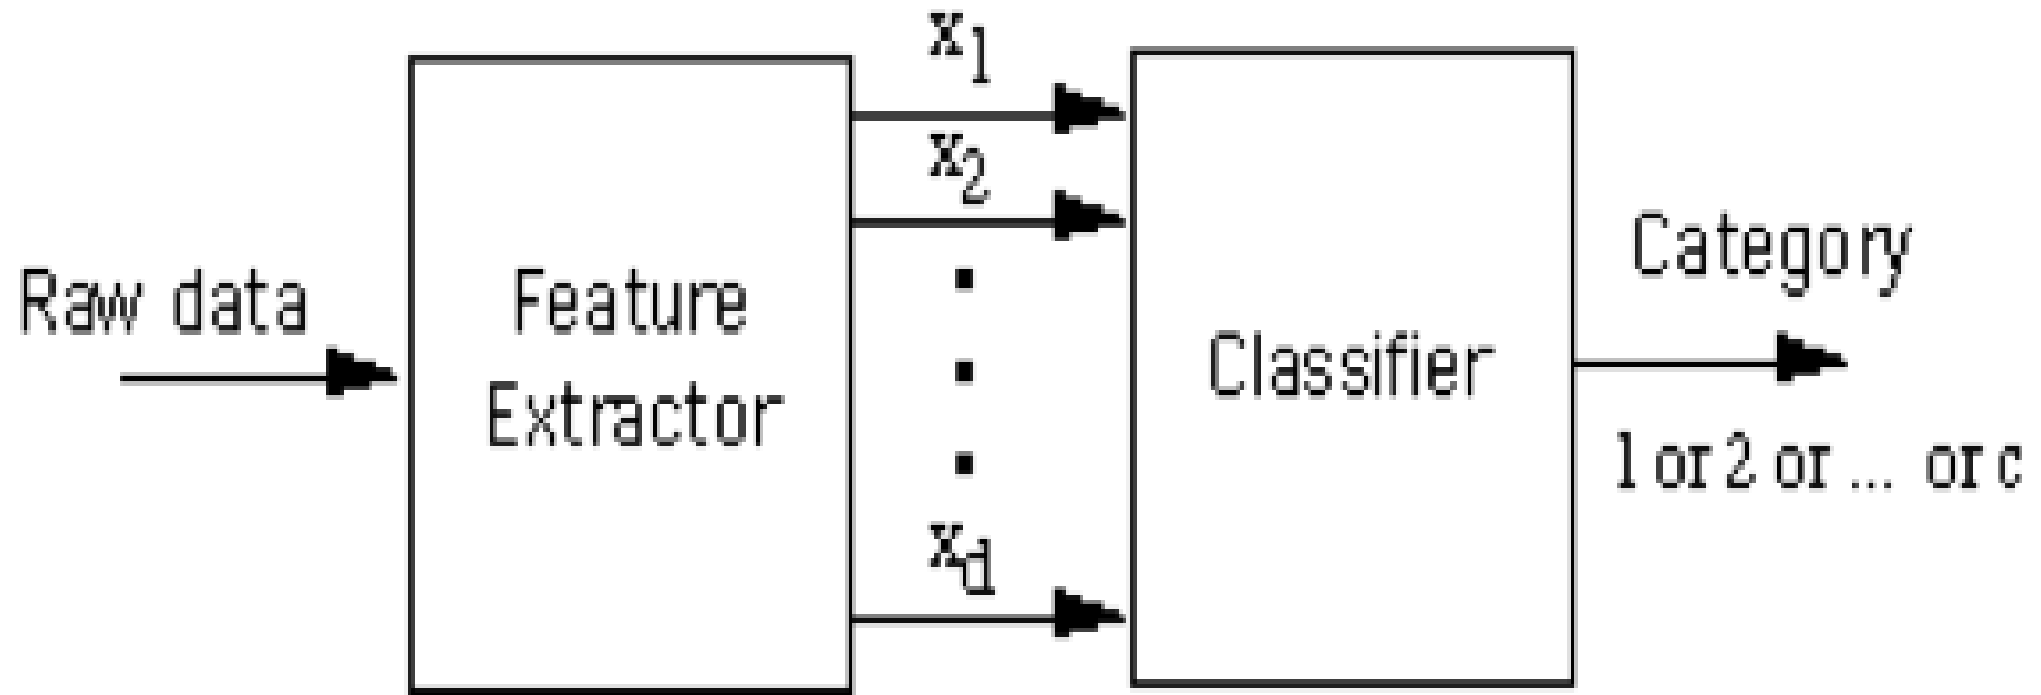 Raw data
Feature
Extractor
x1
x2
xd
Classifier
Category
1 or 2 or ... or c